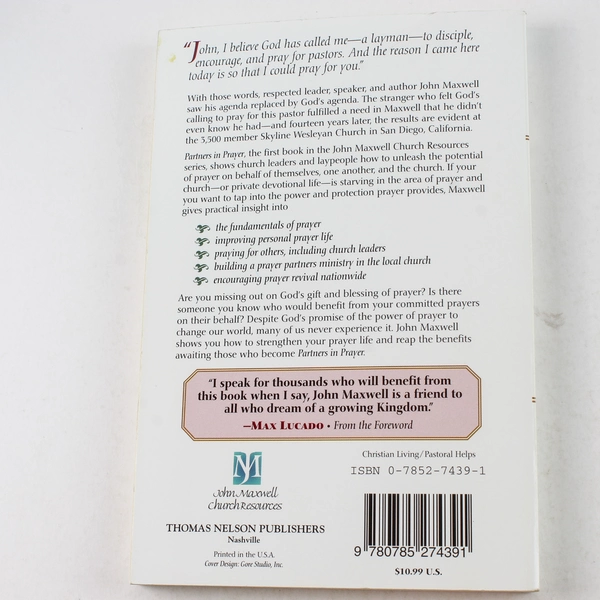 "John, I believe God has called me—a layman—to disciple,
encourage, and pray for pastors. And the reason I came here
today is so that I could pray for you."
With those words, respected leader, speaker, and author John Maxwell
saw his agenda replaced by God's agenda. The stranger who felt God's
calling to pray for this pastor fulfilled a need in Maxwell that he didn't
even know he had—and fourteen years later, the results are evident at
the 3,500 member Skyline Wesleyan Church in San Diego, California.
Partners in Prayer, the first book in the John Maxwell Church Resources
series, shows church leaders and laypeople how to unleash the potential
of prayer on behalf of themselves, one another, and the church. If your
church—or private devotional life—is starving in the area of prayer and
you want to tap into the power and protection prayer provides, Maxwell
gives practical insight into
the fundamentals of prayer
improving personal prayer life
praying for others, including church leaders
building a prayer partners ministry in the local church
encouraging prayer revival nationwide
Are you missing out on God's gift and blessing of prayer? Is there
someone you know who would benefit from your committed prayers
on their behalf? Despite God's promise of the power of prayer to
change our world, many of us never experience it. John Maxwell
shows you how to strengthen your prayer life and reap the benefits
awaiting those who become Partners in Prayer.
"I speak for thousands who will benefit from
this book when I say, John Maxwell is a friend to
all who dream of a growing Kingdom."
—MAX LUCADO • From the Foreword
Christian Living/Pastoral Helps
ISBN 0-7852-7439-1
JM
John Maxwell
Church Resources
THOMAS NELSON PUBLISHERS
Nashville
Printed in the U.S.A.
Cover Design: Gore Studio, Inc.
9 780785 274391
$10.99 U.S.